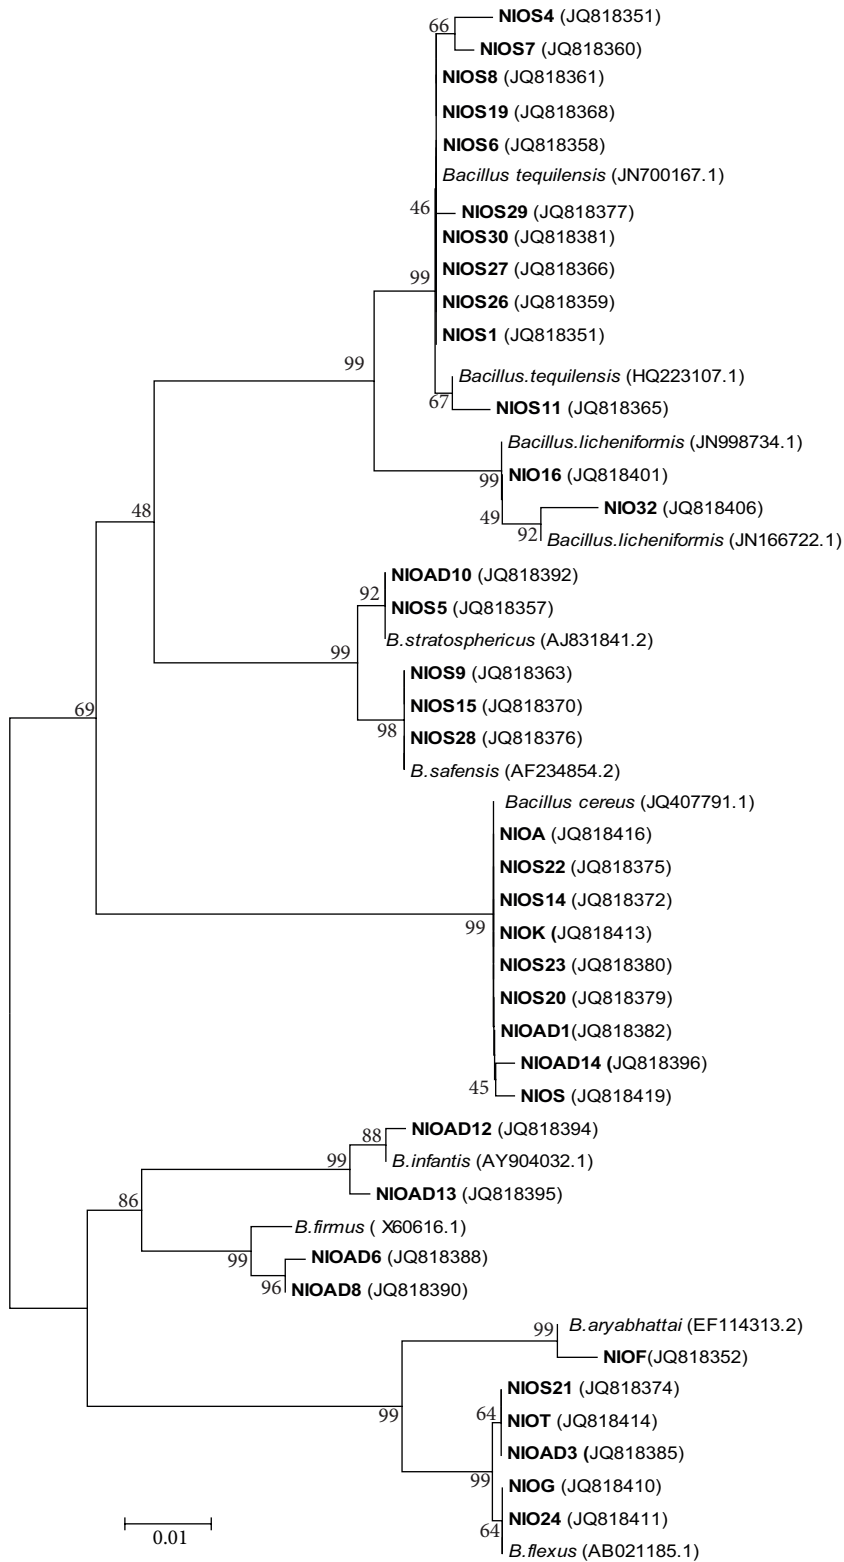 66
NIOS4 (JQ818351)
NIOS7 (JQ818360)
NIOS8 (JQ818361)
NIOS19 (JQ818368)
NIOS6 (JQ818358)
Bacillus tequilensis (JN700167.1)
46
NIOS29 (JQ818377)
NIOS30 (JQ818381)
99
NIOS27 (JQ818366)
NIOS26 (JQ818359)
NIOS1 (JQ818351)
99
Bacillus.tequilensis (HQ223107.1)
67
NIOS11 (JQ818365)
Bacillus.licheniformis (JN998734.1)
99
NIO16 (JQ818401)
48
49
NIO32 (JQ818406)
92
Bacillus.licheniformis (JN166722.1)
NIOAD10 (JQ818392)
92
NIOS5 (JQ818357)
B.stratosphericus (AJ831841.2)
99
NIOS9 (JQ818363)
69
NIOS15 (JQ818370)
98
NIOS28 (JQ818376)
B.safensis (AF234854.2)
Bacillus cereus (JQ407791.1)
NIOA (JQ818416)
NIOS22 (JQ818375)
NIOS14 (JQ818372)
99
NIOK (JQ818413)
NIOS23 (JQ818380)
NIOS20 (JQ818379)
NIOAD1(JQ818382)
NIOAD14 (JQ818396)
45
NIOS (JQ818419)
88
NIOAD12 (JQ818394)
99
B.infantis (AY904032.1)
86
NIOAD13 (JQ818395)
B.firmus ( X60616.1)
99
NIOAD6 (JQ818388)
96
NIOAD8 (JQ818390)
99
B.aryabhattai (EF114313.2)
NIOF(JQ818352)
99
NIOS21 (JQ818374)
64
NIOT (JQ818414)
NIOAD3 (JQ818385)
99
NIOG (JQ818410)
NIO24 (JQ818411)
64
B.flexus (AB021185.1)
0.01